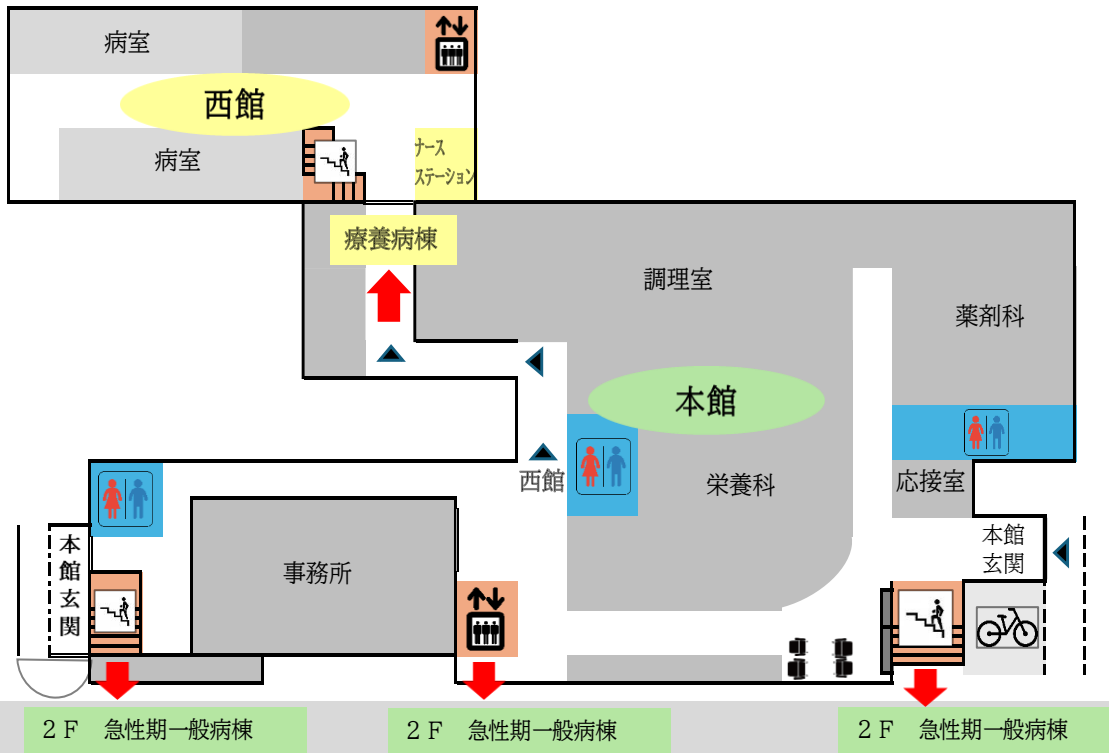 病室
西館
病室
ナース
ステーション
療養病棟
調理室
薬剤科
本館
西館
栄養科
応接室
本館
玄関
本
館
玄
関
事務所
２Ｆ　急性期一般病棟
２Ｆ　急性期一般病棟
２Ｆ　急性期一般病棟